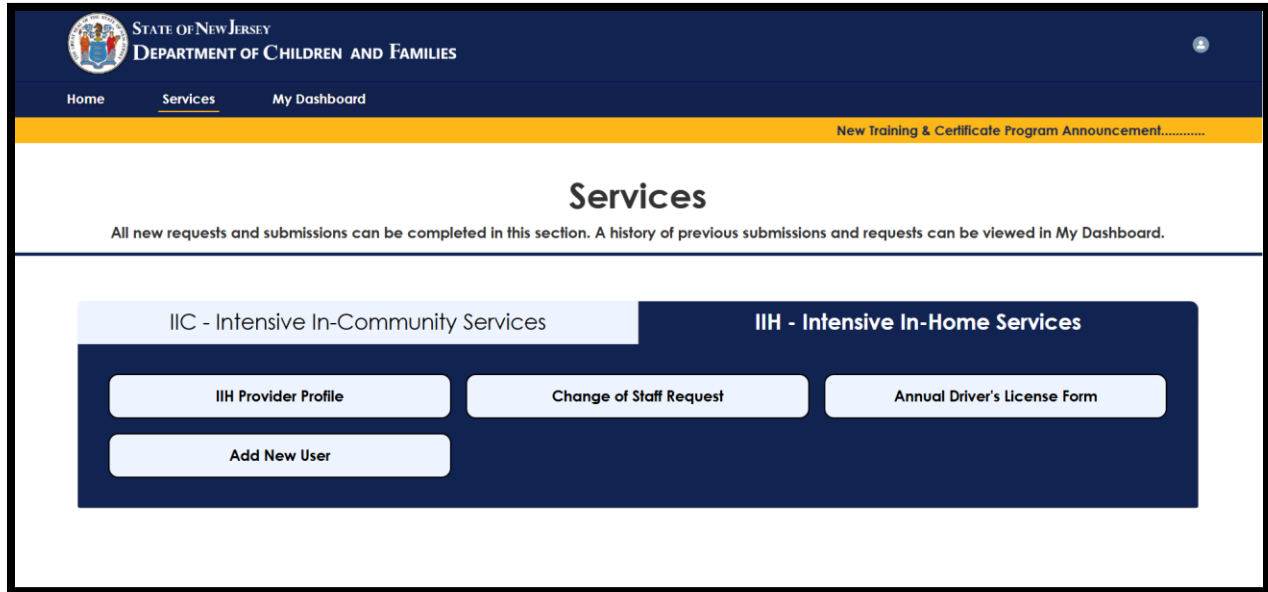 State of New Jersey
Department of Children and Families
Home Services My Dashboard
New Training & Certificate Program Announcement............
Services
All new requests and submissions can be completed in this section. A history of previous submissions and requests can be viewed in My Dashboard.
IIC - Intensive In-Community Services
IIH - Intensive In-Home Services
IIH Provider Profile
Change of Staff Request
Annual Driver's License Form
Add New User